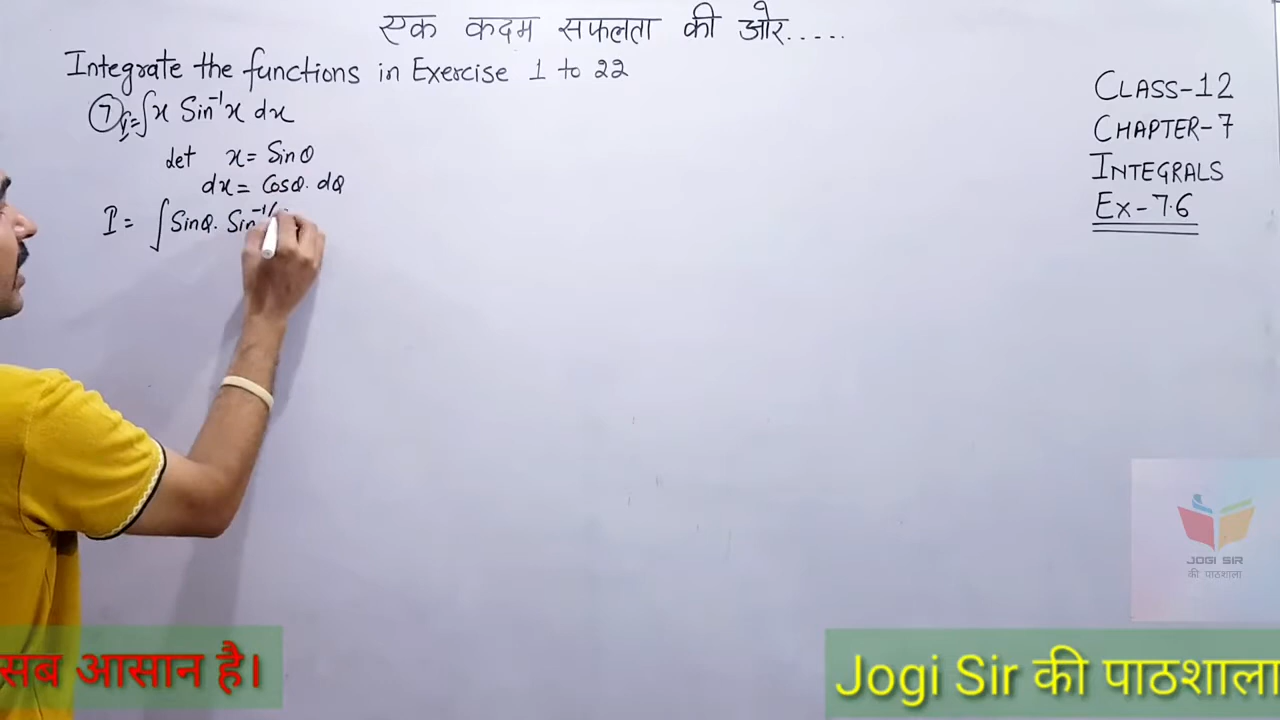 एक कदम सफलता की ओर.....
Integrate the functions in Exercise 1 to 22
7 I=∫x Sin⁻¹x dx
Let x= Sinθ
dx= Cosθ. dθ
I= ∫Sinθ. Sin⁻¹(
CLASS-12
CHAPTER-7
INTEGRALS
Ex-7.6
JOGI SIR
की पाठशाला
सब आसान है।
Jogi Sir की पाठशाला